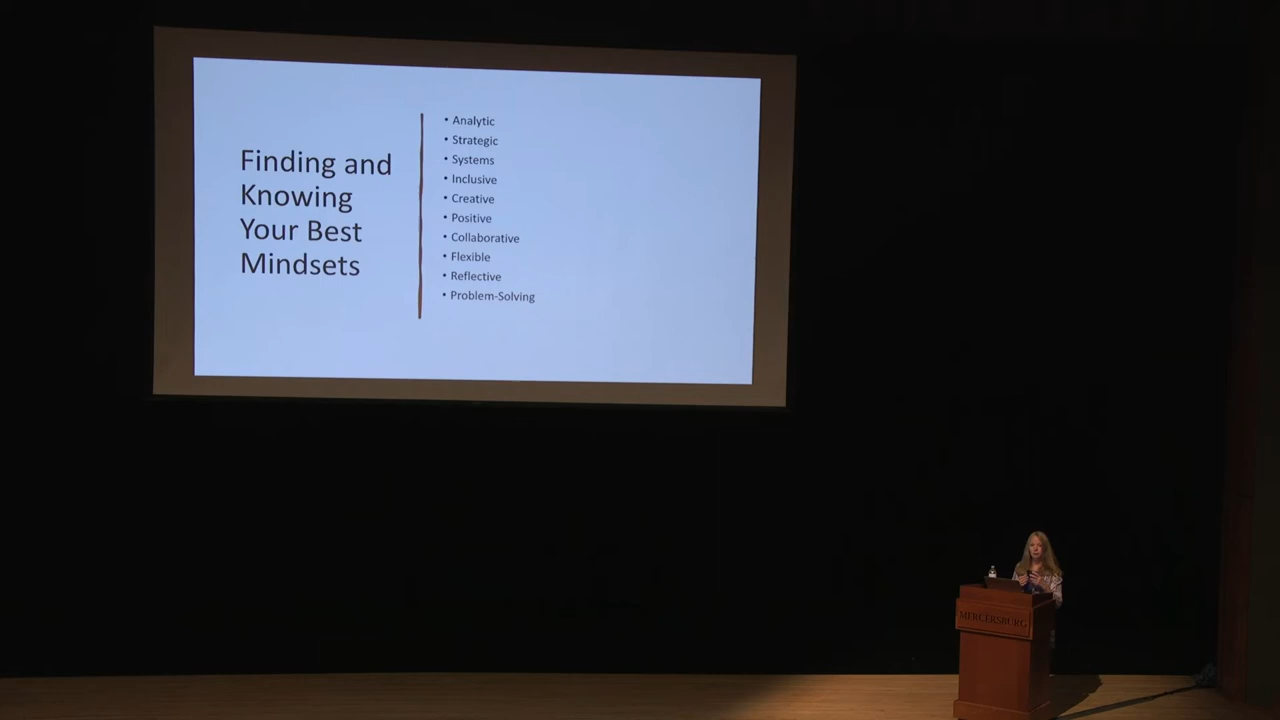 Finding and
Knowing
Your Best
Mindsets
• Analytic
• Strategic
• Systems
• Inclusive
• Creative
• Positive
• Collaborative
• Flexible
• Reflective
• Problem-Solving
MERCERSBURG